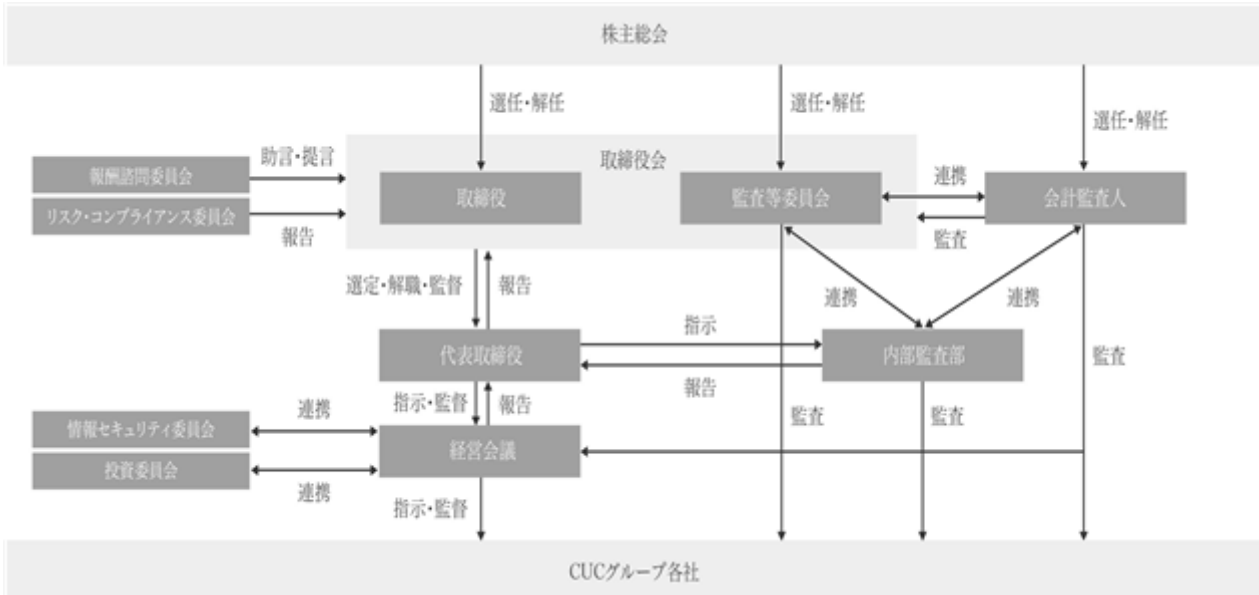 株主総会
選任・解任
選任・解任
選任・解任
取締役会
助言・提言
報酬諮問委員会
リスク・コンプライアンス委員会
報告
取締役
監査等委員会
連携
監査
会計監査人
選定・解職・監督
報告
連携
連携
代表取締役
指示
報告
内部監査部
監査
指示・監督
報告
監査
監査
情報セキュリティ委員会
投資委員会
連携
連携
経営会議
指示・監督
CUCグループ各社